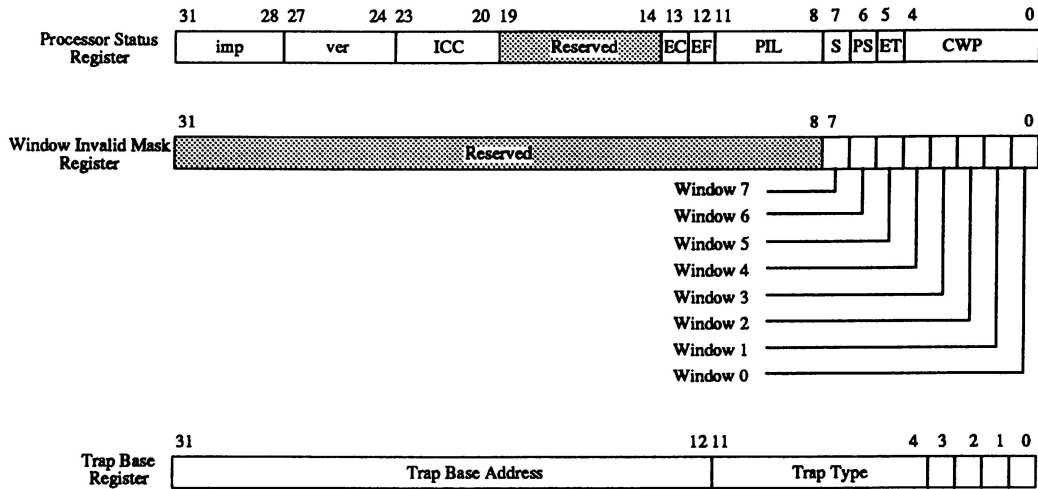 31 28 27 24 23 20 19 14 13 12 11 8 7 6 5 4 0
Processor Status
Register
imp ver ICC Reserved EC EF PIL S PS ET CWP
31 8 7 0
Window Invalid Mask
Register
Reserved
Window 7
Window 6
Window 5
Window 4
Window 3
Window 2
Window 1
Window 0
31 12 11 4 3 2 1 0
Trap Base
Register
Trap Base Address Trap Type